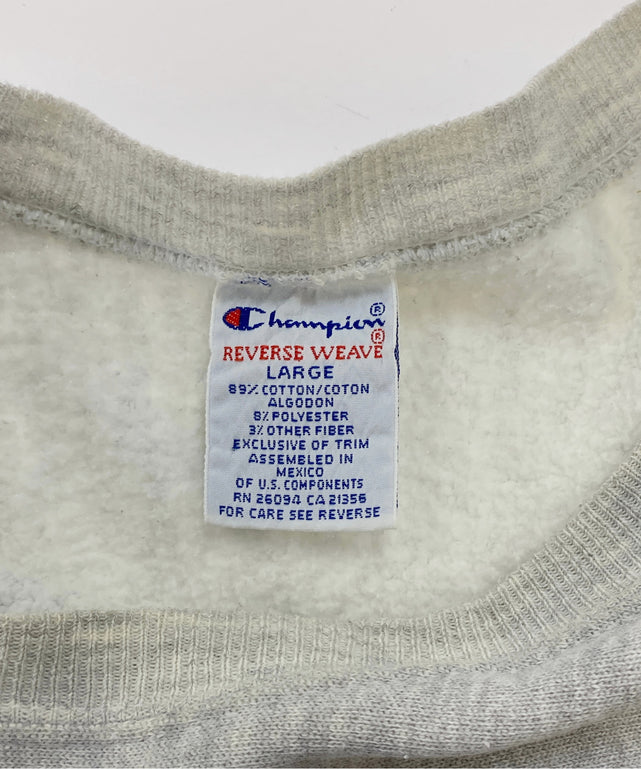 Champion®
REVERSE WEAVE®
LARGE
89% COTTON/COTON
ALGODON
8% POLYESTER
3% OTHER FIBER
EXCLUSIVE OF TRIM
ASSEMBLED IN
MEXICO
OF U.S. COMPONENTS
RN 26094 CA 21356
FOR CARE SEE REVERSE